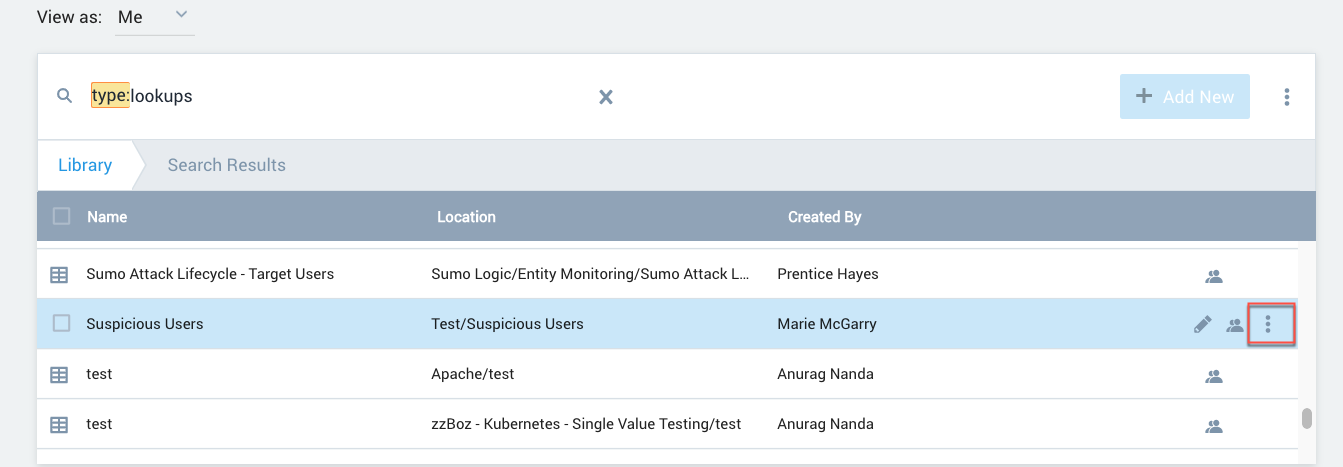 View as: Me
type:lookups
Add New
Library Search Results
Name Location Created By
Sumo Attack Lifecycle - Target Users Sumo Logic/Entity Monitoring/Sumo Attack L... Prentice Hayes
Suspicious Users Test/Suspicious Users Marie McGarry
test Apache/test Anurag Nanda
test zzBoz - Kubernetes - Single Value Testing/test Anurag Nanda